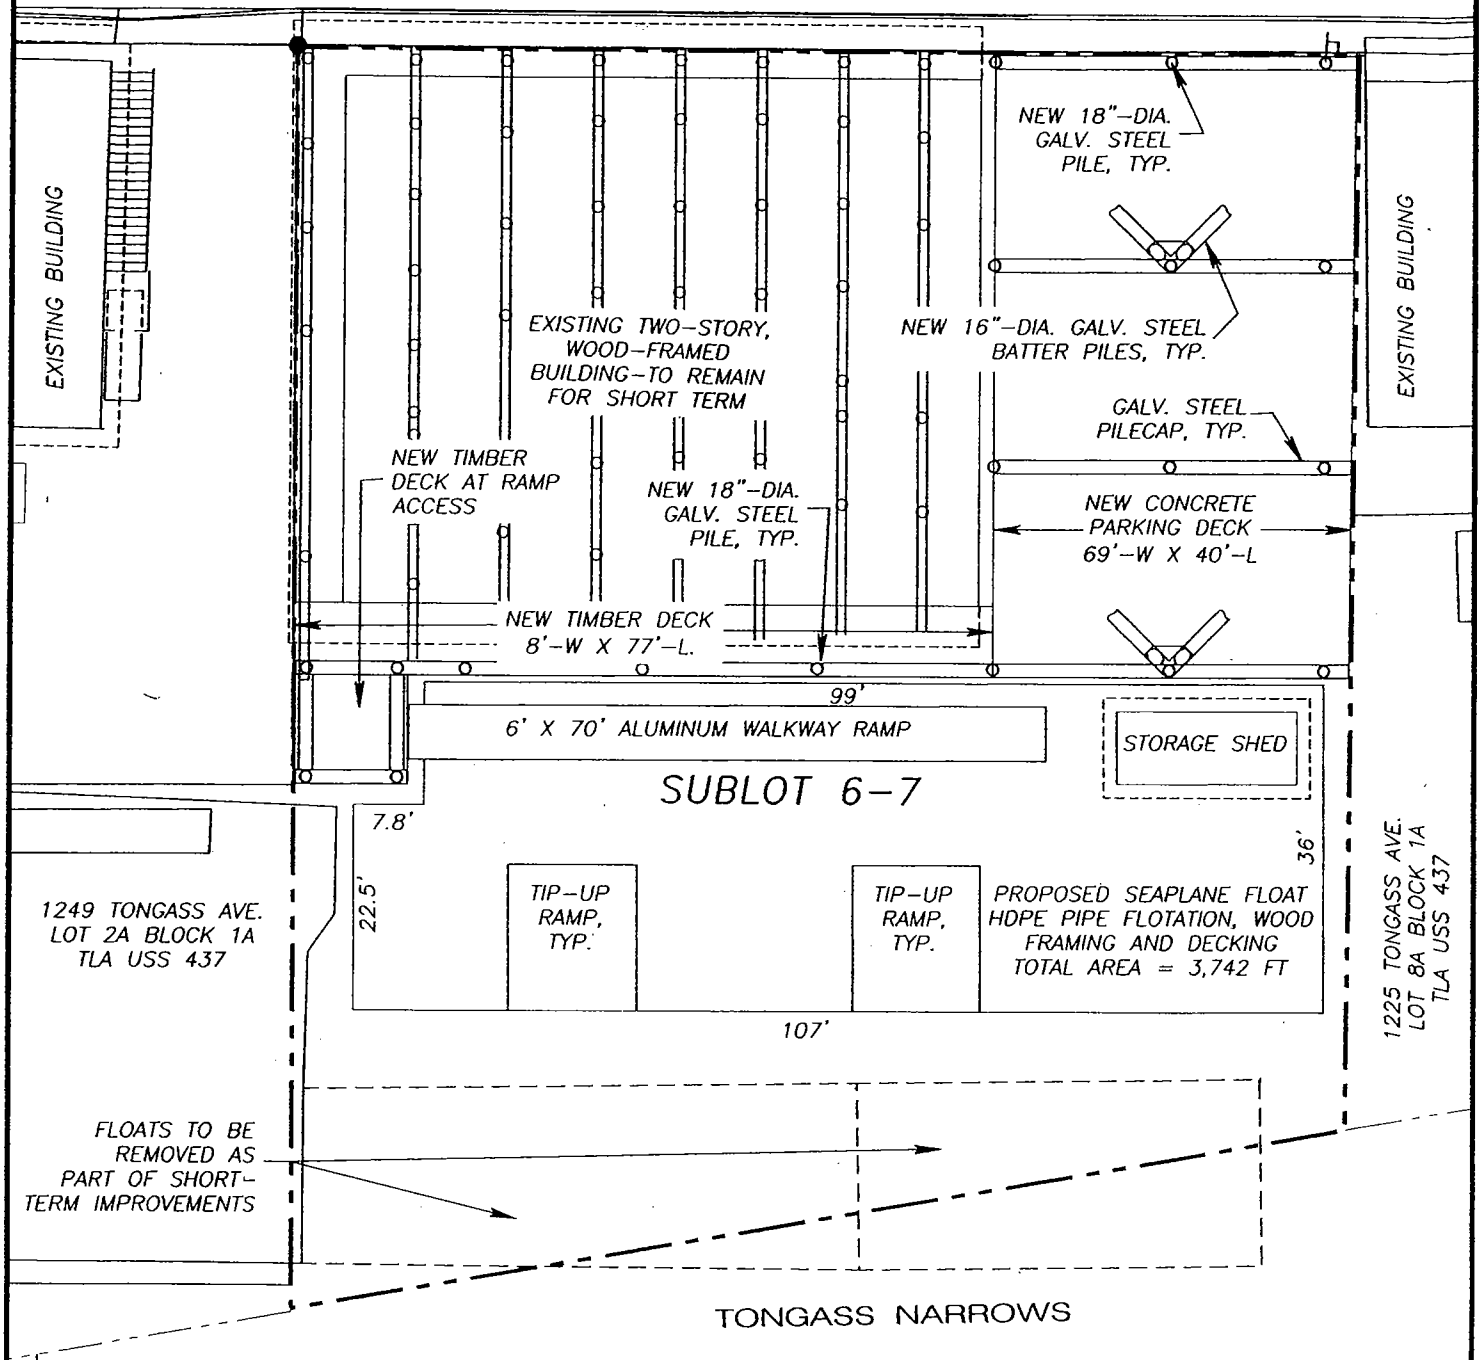 NEW 18"-DIA.
GALV. STEEL
PILE, TYP.
EXISTING BUILDING
EXISTING BUILDING
EXISTING TWO-STORY,
WOOD-FRAMED
BUILDING-TO REMAIN
FOR SHORT TERM
NEW 16"-DIA. GALV. STEEL
BATTER PILES, TYP.
GALV. STEEL
PILECAP, TYP.
NEW TIMBER
DECK AT RAMP
ACCESS
NEW 18"-DIA.
GALV. STEEL
PILE, TYP.
NEW CONCRETE
PARKING DECK
69'-W X 40'-L
NEW TIMBER DECK
8'-W X 77'-L.
99'
6' X 70' ALUMINUM WALKWAY RAMP
STORAGE SHED
SUBLOT 6-7
7.8'
36'
22.5'
1249 TONGASS AVE.
LOT 2A BLOCK 1A
TLA USS 437
TIP-UP
RAMP,
TYP.
TIP-UP
RAMP,
TYP.
PROPOSED SEAPLANE FLOAT
HDPE PIPE FLOTATION, WOOD
FRAMING AND DECKING
TOTAL AREA = 3,742 FT
1225 TONGASS AVE.
LOT 8A BLOCK 1A
TLA USS 437
107'
FLOATS TO BE
REMOVED AS
PART OF SHORT-
TERM IMPROVEMENTS
TONGASS NARROWS